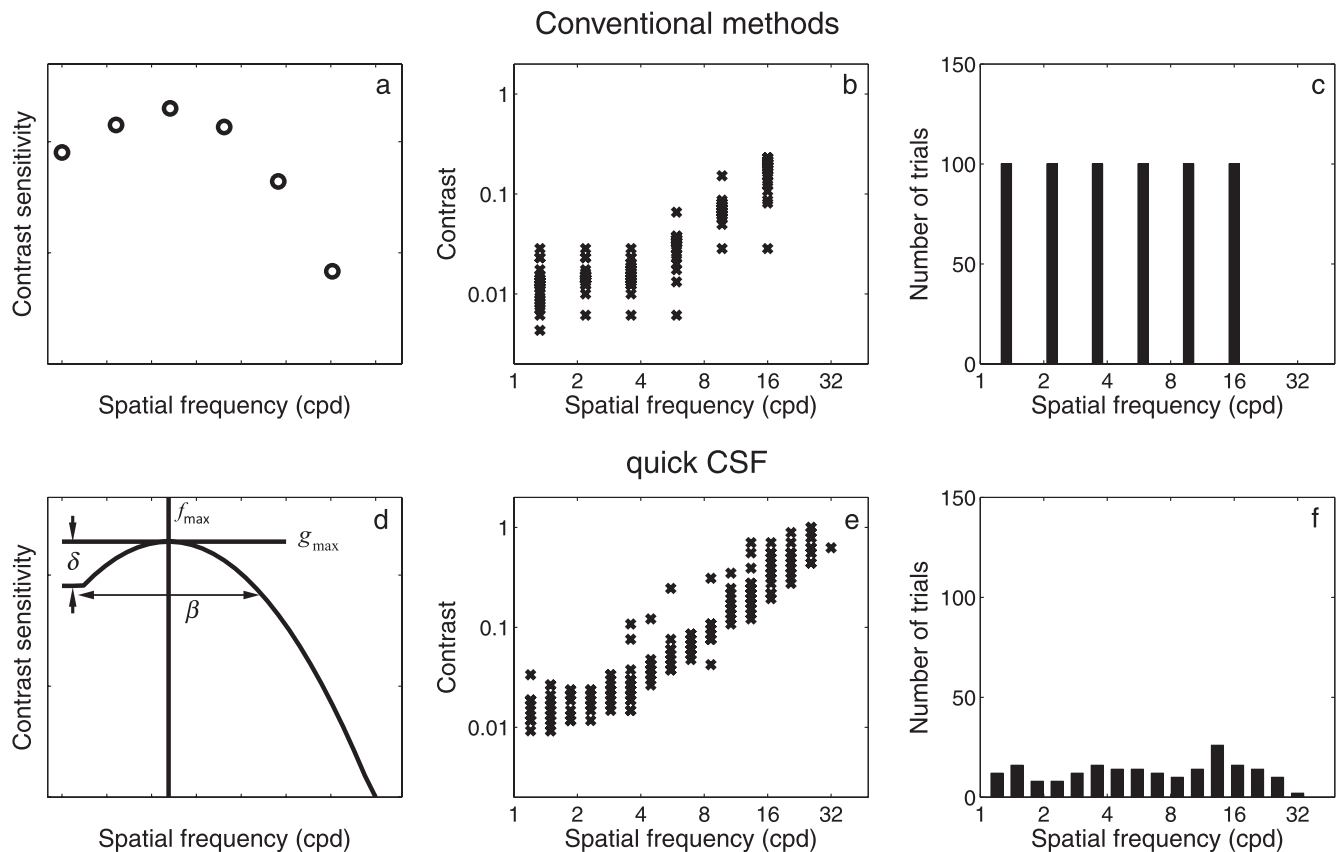 Conventional methods
a
Contrast sensitivity
Spatial frequency (cpd)
b
1
0.1
0.01
Contrast
1 2 4 8 16 32
Spatial frequency (cpd)
c
150
100
50
0
Number of trials
1 2 4 8 16 32
Spatial frequency (cpd)
quick CSF
d
fmax
gmax
δ
β
Contrast sensitivity
Spatial frequency (cpd)
e
1
0.1
0.01
Contrast
1 2 4 8 16 32
Spatial frequency (cpd)
f
150
100
50
0
Number of trials
1 2 4 8 16 32
Spatial frequency (cpd)